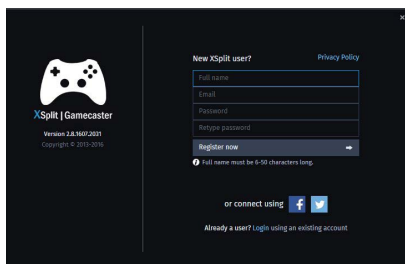 XSplit | Gamecaster
Version 2.8.1607.2031
Copyright © 2013-2016
New XSplit user?
Privacy Policy
Full name
Email
Password
Retype password
Register now
Full name must be 6-50 characters long.
or connect using
Already a user? Login using an existing account